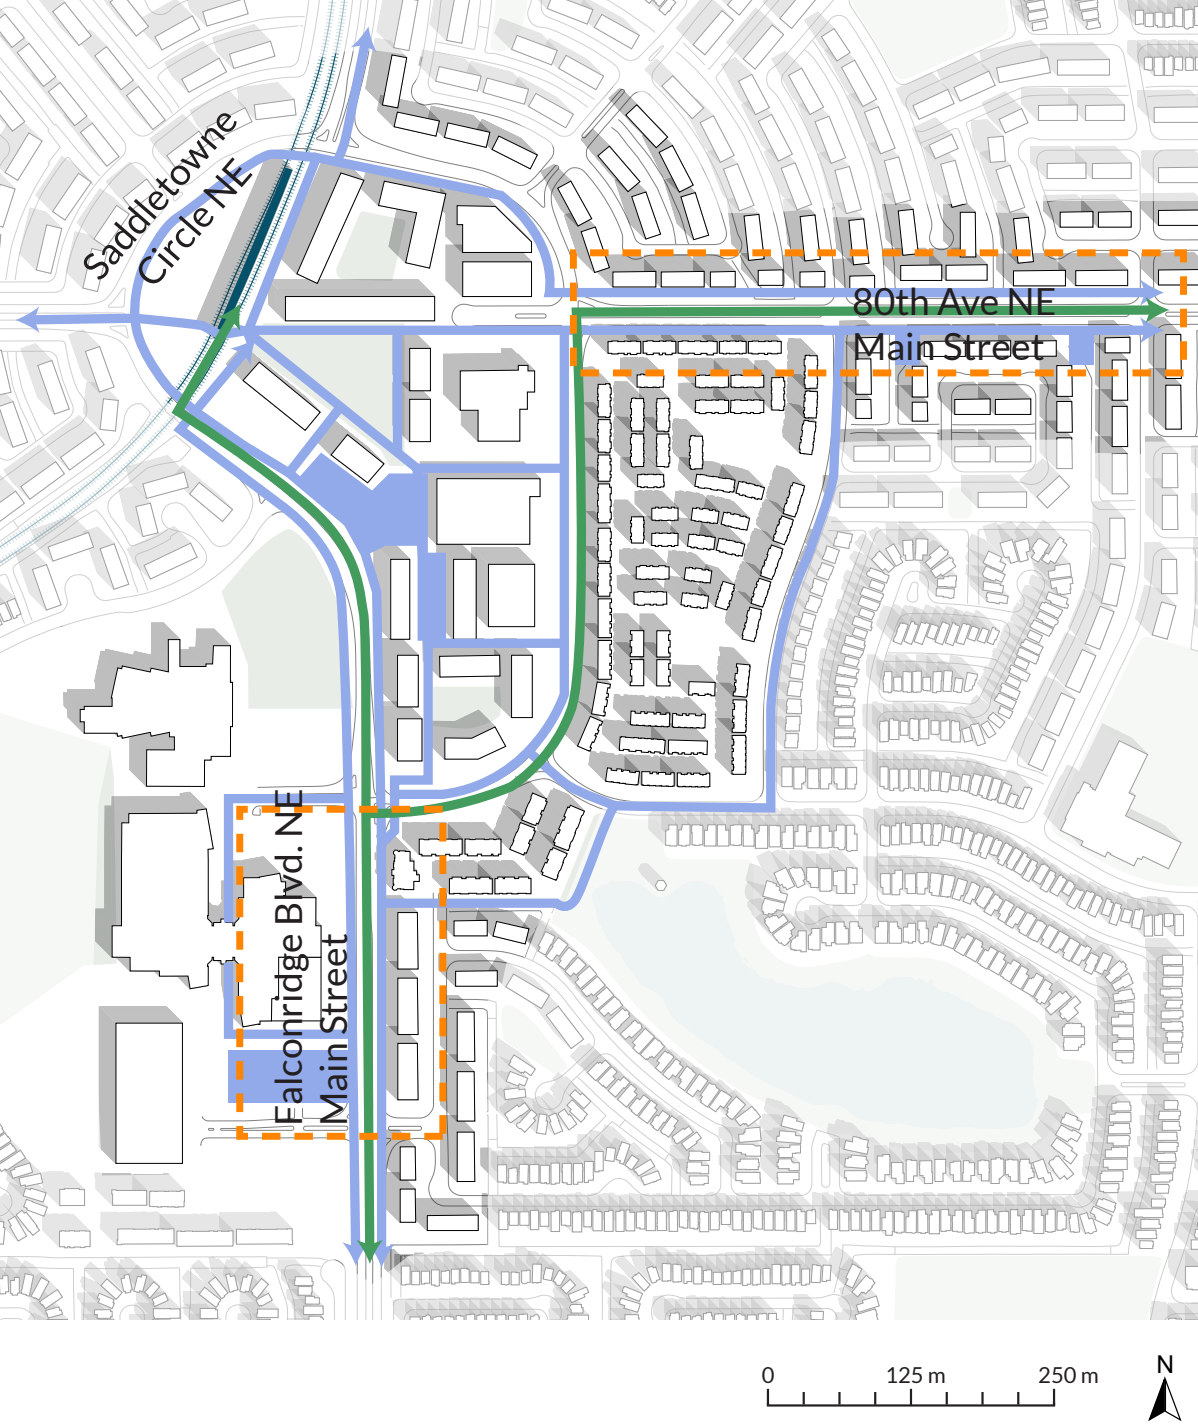 Saddletowne
Circle NE
80th Ave NE
Main Street
Falconridge Blvd. NE
Main Street
0
125 m
250 m
N